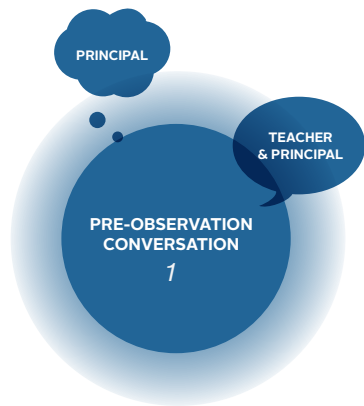 PRINCIPAL
TEACHER
& PRINCIPAL
PRE-OBSERVATION
CONVERSATION
1